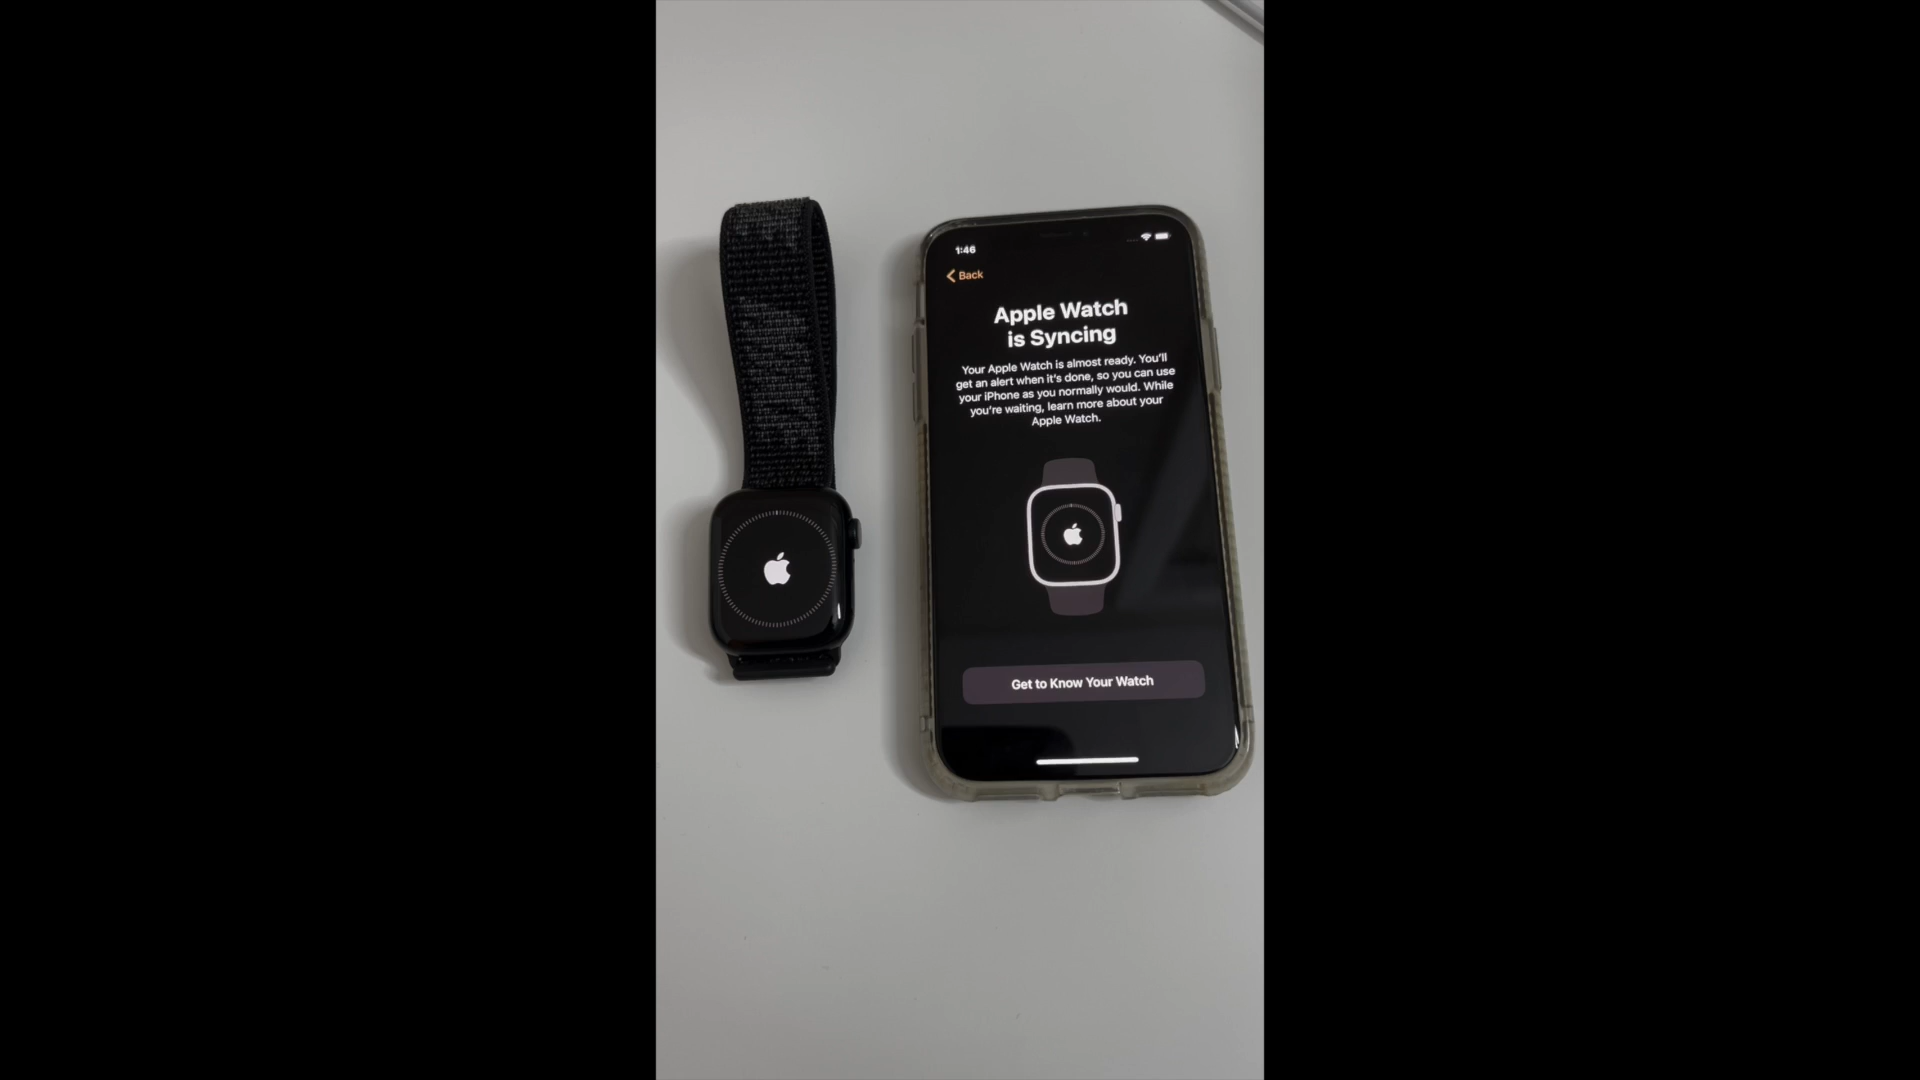 1:46
Back
Apple Watch
is Syncing
Your Apple Watch is almost ready. You'll
get an alert when it's done, so you can use
your iPhone as you normally would. While
you're waiting, learn more about your
Apple Watch.
Get to Know Your Watch